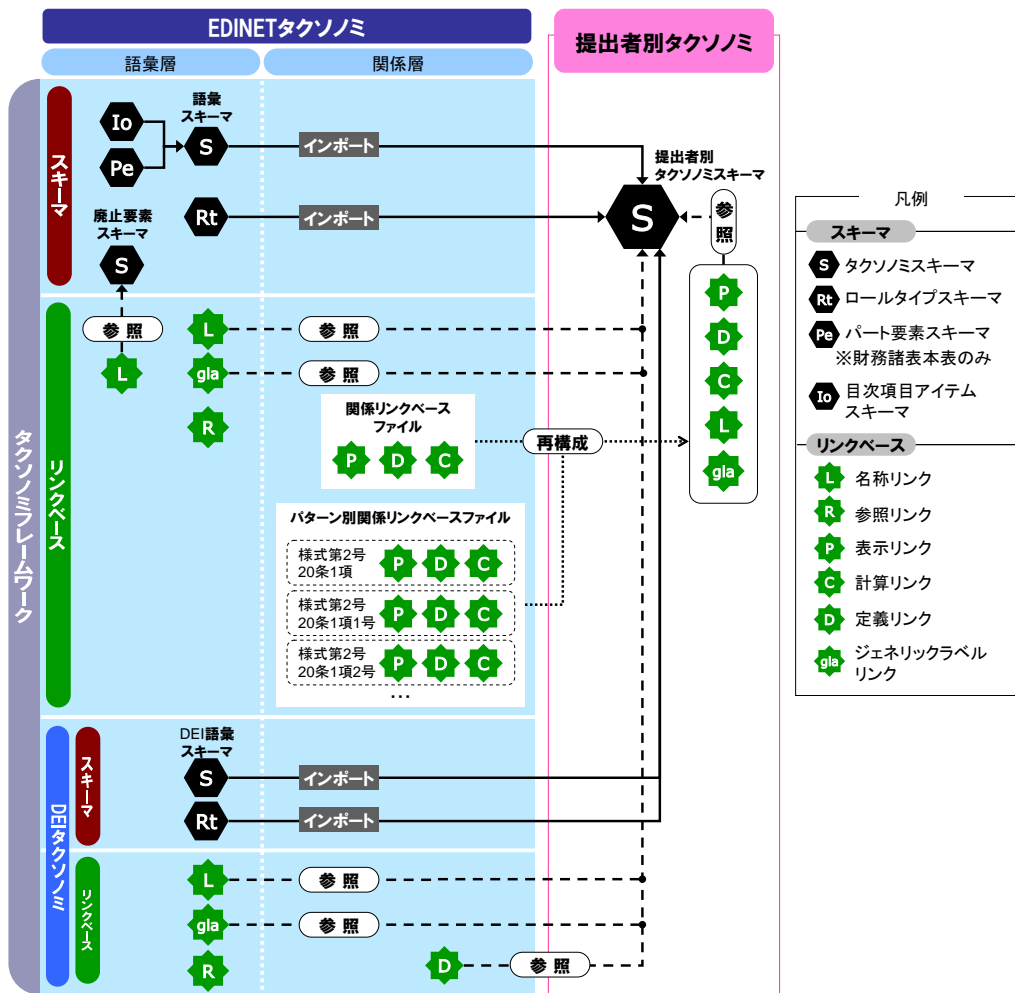 EDINETタクソノミ
提出者別タクソノミ
語彙層
関係層
タクソノミフレームワーク
スキーマ
Io
Pe
語彙
スキーマ
S
インポート
Rt
インポート
廃止要素
スキーマ
S
提出者別
タクソノミスキーマ
S
参照
リンクベース
参照
L
L
参照
gla
参照
R
関係リンクベース
ファイル
P
D
C
再構成
P
D
C
L
gla
パターン別関係リンクベースファイル
様式第2号
20条1項
P
D
C
様式第2号
20条1項1号
P
D
C
様式第2号
20条1項2号
P
D
C
…
DEIタクソノミ
スキーマ
DEI語彙
スキーマ
S
インポート
Rt
インポート
リンクベース
L
参照
gla
参照
R
D
参照
凡例
スキーマ
S タクソノミスキーマ
Rt ロールタイプスキーマ
Pe パート要素スキーマ
※財務諸表本表のみ
Io 目次項目アイテム
スキーマ
リンクベース
L 名称リンク
R 参照リンク
P 表示リンク
C 計算リンク
D 定義リンク
gla ジェネリックラベル
リンク